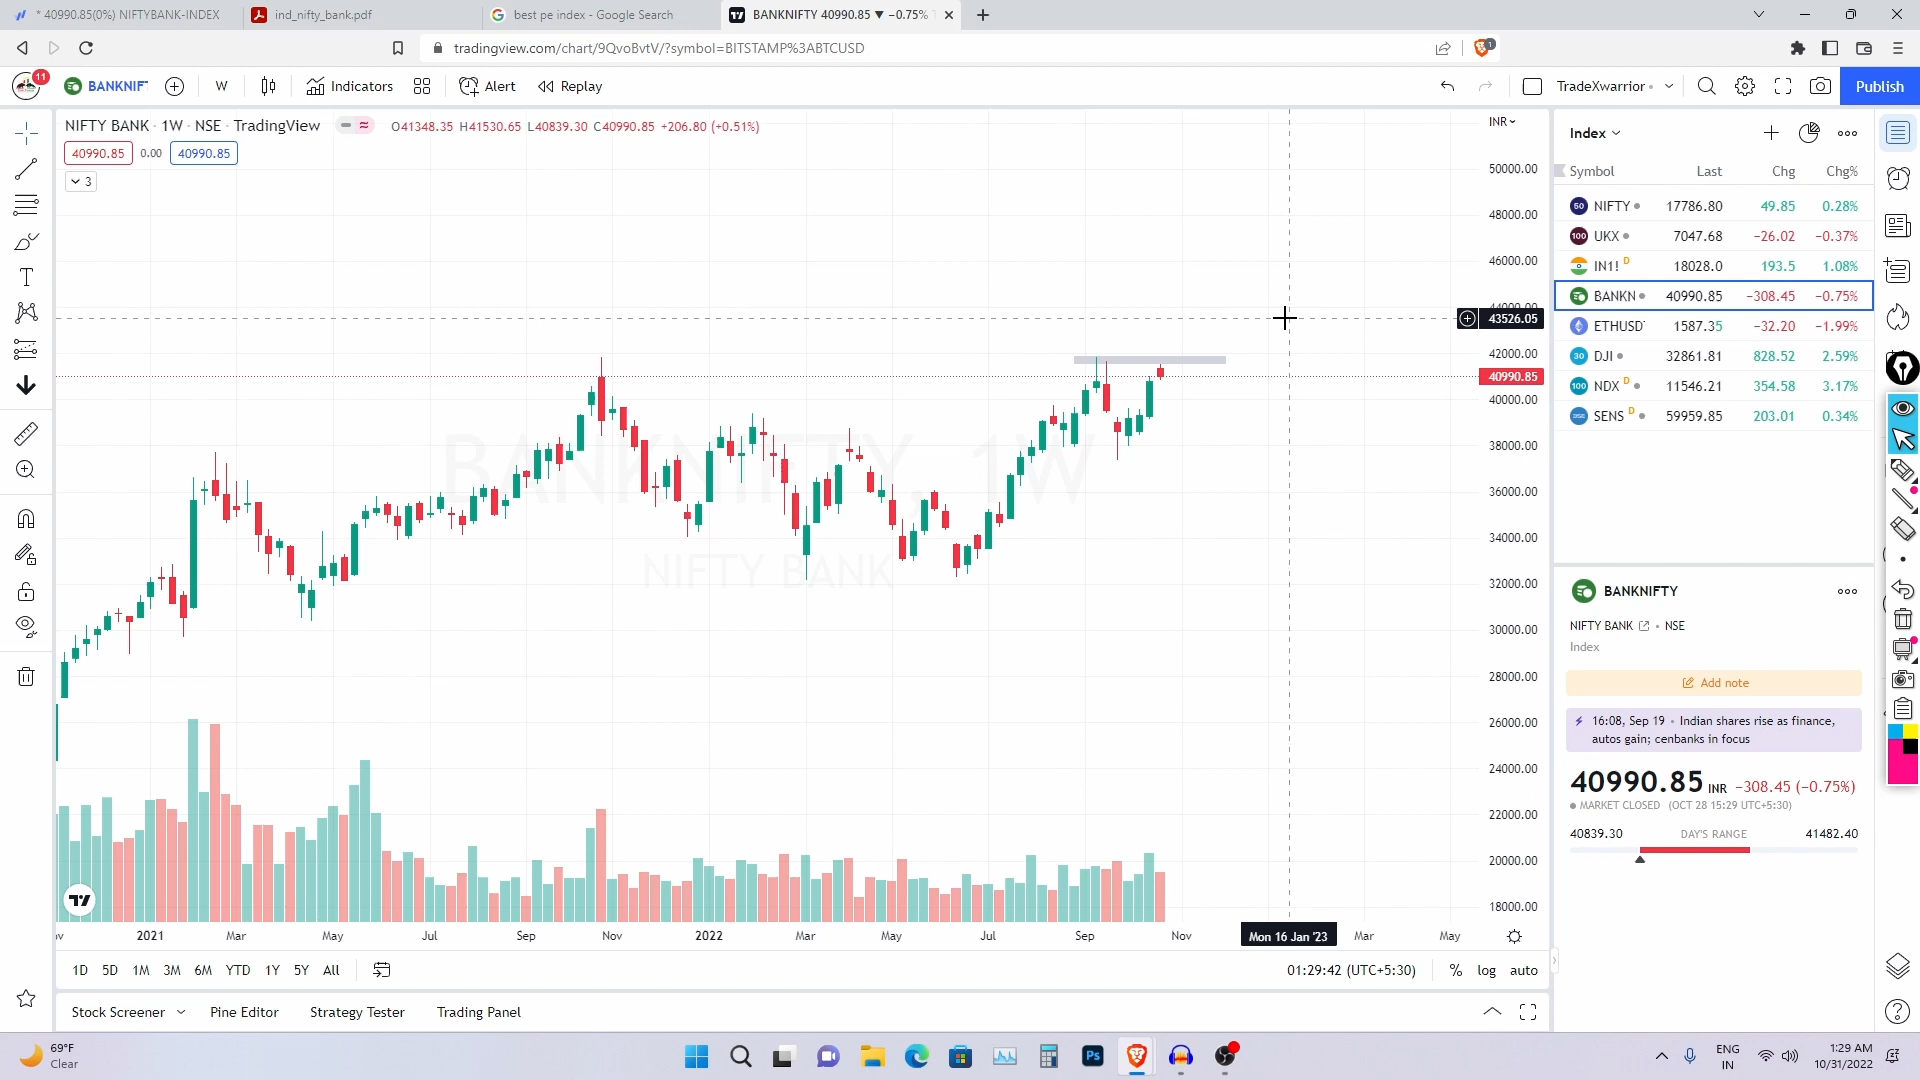 * 40990.85(0%) NIFTYBANK-INDEX
ind_nifty_bank.pdf
best pe index - Google Search
BANKNIFTY 40990.85 ▼ −0.75%
tradingview.com/chart/9QvoBvtV/?symbol=BITSTAMP%3ABTCUSD
1
11
BANKNIF
W
Indicators
Alert
Replay
TradeXwarrior
Publish
NIFTY BANK · 1W · NSE · TradingView
O41348.35 H41530.65 L40839.30 C40990.85 +206.80 (+0.51%)
INR
40990.85 0.00 40990.85
3
50000.00
48000.00
46000.00
44000.00
43526.05
42000.00
40990.85
40000.00
38000.00
36000.00
34000.00
32000.00
30000.00
28000.00
26000.00
24000.00
22000.00
20000.00
18000.00
BANKNIFTY, 1W
NIFTY BANK
2021 Mar May Jul Sep Nov 2022 Mar May Jul Sep Nov Mon 16 Jan '23 Mar May
1D 5D 1M 3M 6M YTD 1Y 5Y All
01:29:42 (UTC+5:30) % log auto
Stock Screener Pine Editor Strategy Tester Trading Panel
Index
Symbol Last Chg Chg%
50 NIFTY 17786.80 49.85 0.28%
100 UKX 7047.68 −26.02 −0.37%
IN1! D 18028.0 193.5 1.08%
BANKN 40990.85 −308.45 −0.75%
ETHUSD 1587.35 −32.20 −1.99%
30 DJI 32861.81 828.52 2.59%
100 NDX D 11546.21 354.58 3.17%
SENS D 59959.85 203.01 0.34%
BANKNIFTY
NIFTY BANK • NSE
Index
Add note
16:08, Sep 19 • Indian shares rise as finance,
autos gain; cenbanks in focus
40990.85 INR −308.45 (−0.75%)
MARKET CLOSED (OCT 28 15:29 UTC+5:30)
40839.30 DAY'S RANGE 41482.40
69°F
Clear
Ps
ENG
IN
1:29 AM
10/31/2022